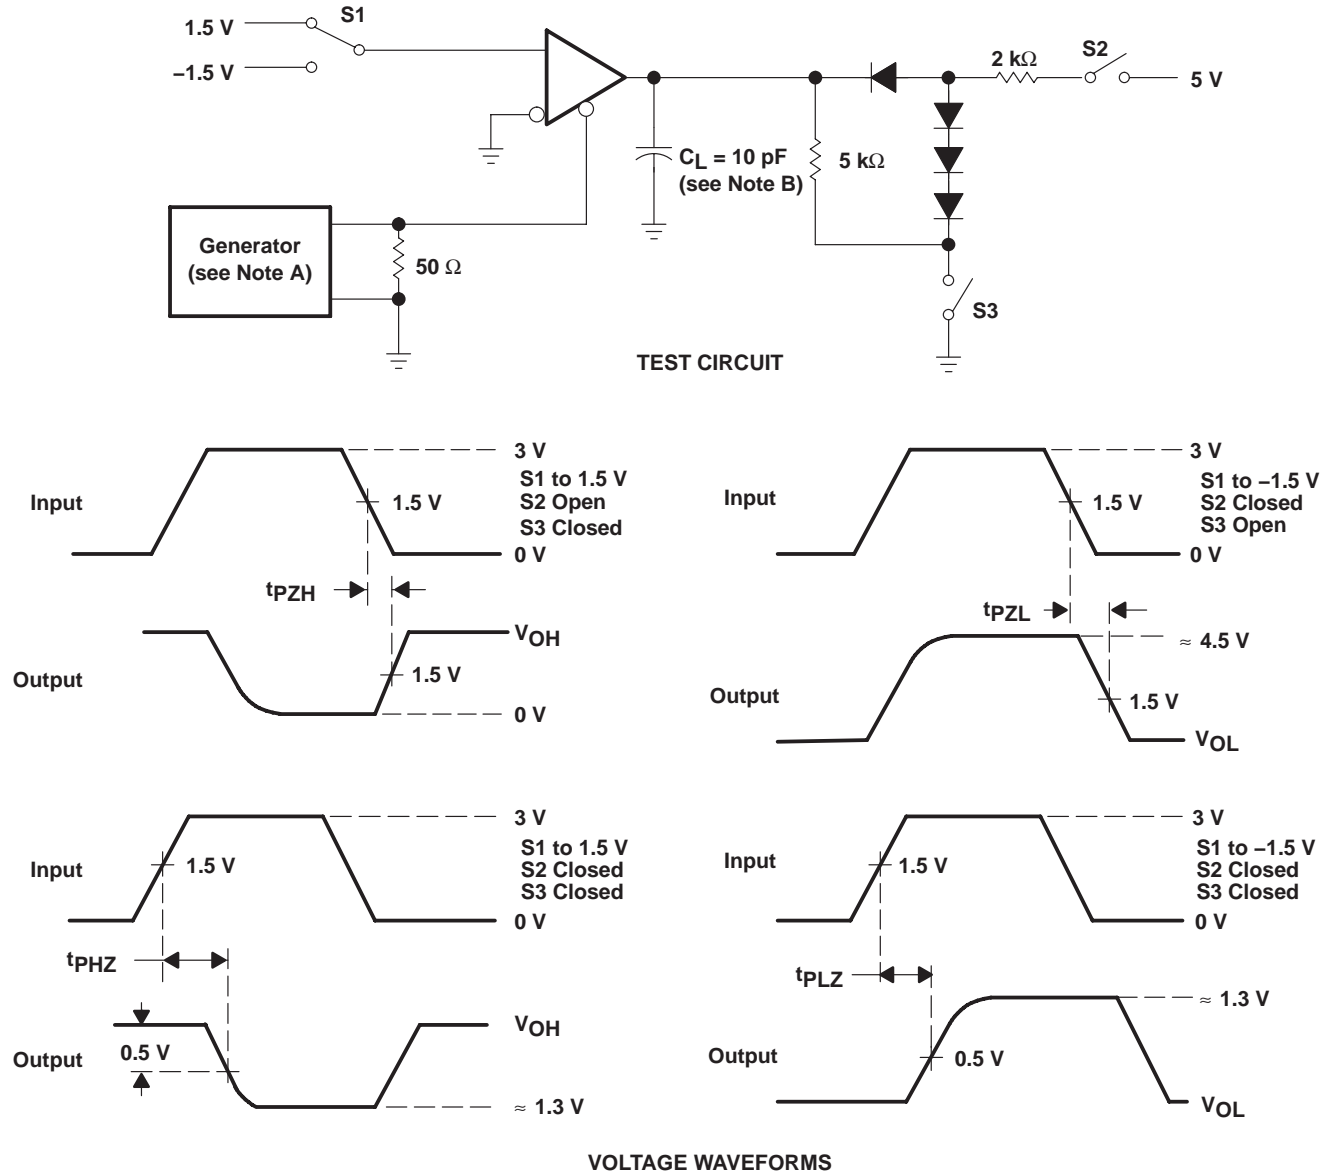 1.5 V
S1
–1.5 V
2 kΩ
S2
5 V
CL = 10 pF
(see Note B)
5 kΩ
Generator
(see Note A)
50 Ω
S3
TEST CIRCUIT
Input
3 V
S1 to 1.5 V
S2 Open
S3 Closed
1.5 V
0 V
tPZH
Output
VOH
1.5 V
0 V
Input
3 V
S1 to –1.5 V
S2 Closed
S3 Open
1.5 V
0 V
tPZL
Output
≈ 4.5 V
1.5 V
VOL
Input
3 V
S1 to 1.5 V
S2 Closed
S3 Closed
1.5 V
0 V
tPHZ
Output
0.5 V
VOH
≈ 1.3 V
Input
3 V
S1 to –1.5 V
S2 Closed
S3 Closed
1.5 V
0 V
tPLZ
Output
≈ 1.3 V
0.5 V
VOL
VOLTAGE WAVEFORMS